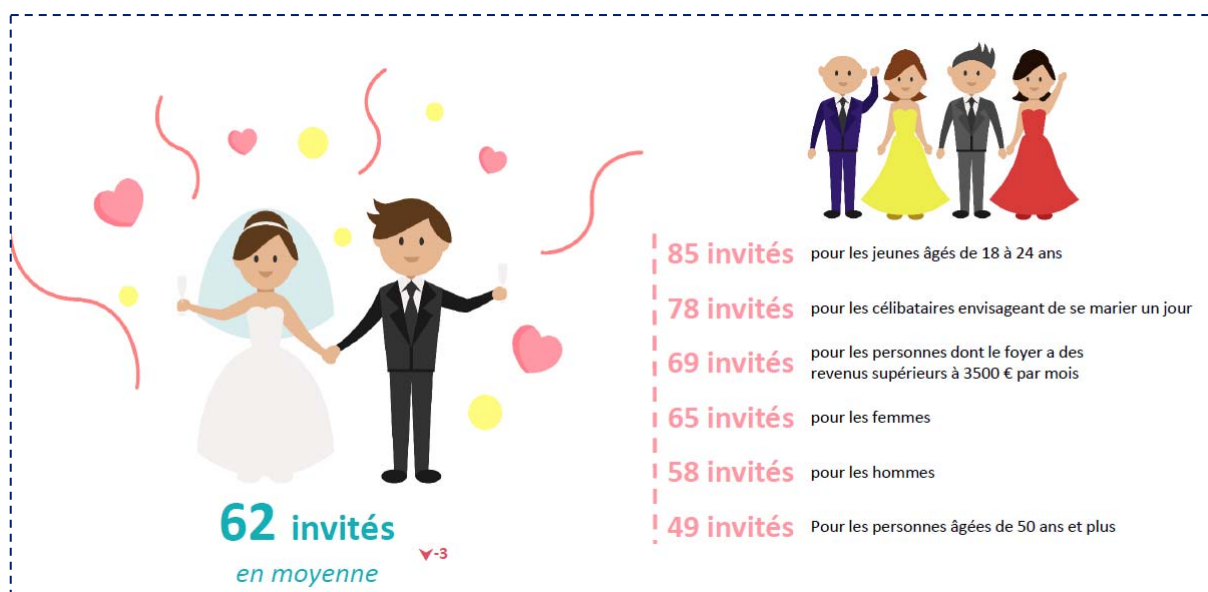 62 invités
-3
en moyenne
85 invités pour les jeunes âgés de 18 à 24 ans
78 invités pour les célibataires envisageant de se marier un jour
69 invités pour les personnes dont le foyer a des
revenus supérieurs à 3500 € par mois
65 invités pour les femmes
58 invités pour les hommes
49 invités Pour les personnes âgées de 50 ans et plus